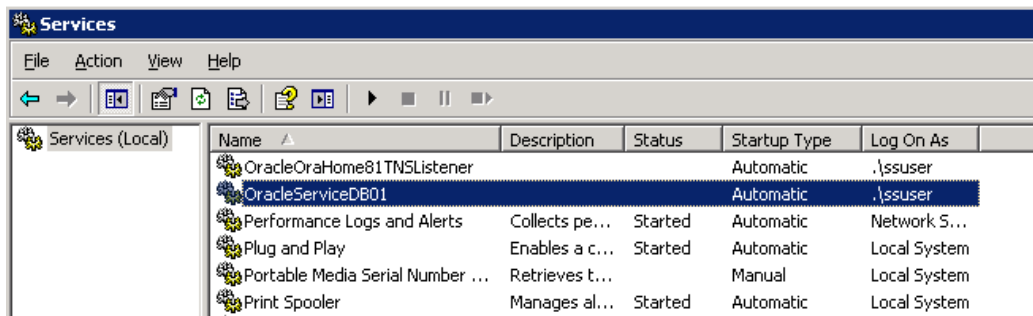 Services
File Action View Help
Services (Local)
Name Description Status Startup Type Log On As
OracleOraHome81TNSListener Automatic .\ssuser
OracleServiceDB01 Automatic .\ssuser
Performance Logs and Alerts Collects pe... Started Automatic Network S...
Plug and Play Enables a c... Started Automatic Local System
Portable Media Serial Number ... Retrieves t... Manual Local System
Print Spooler Manages al... Started Automatic Local System